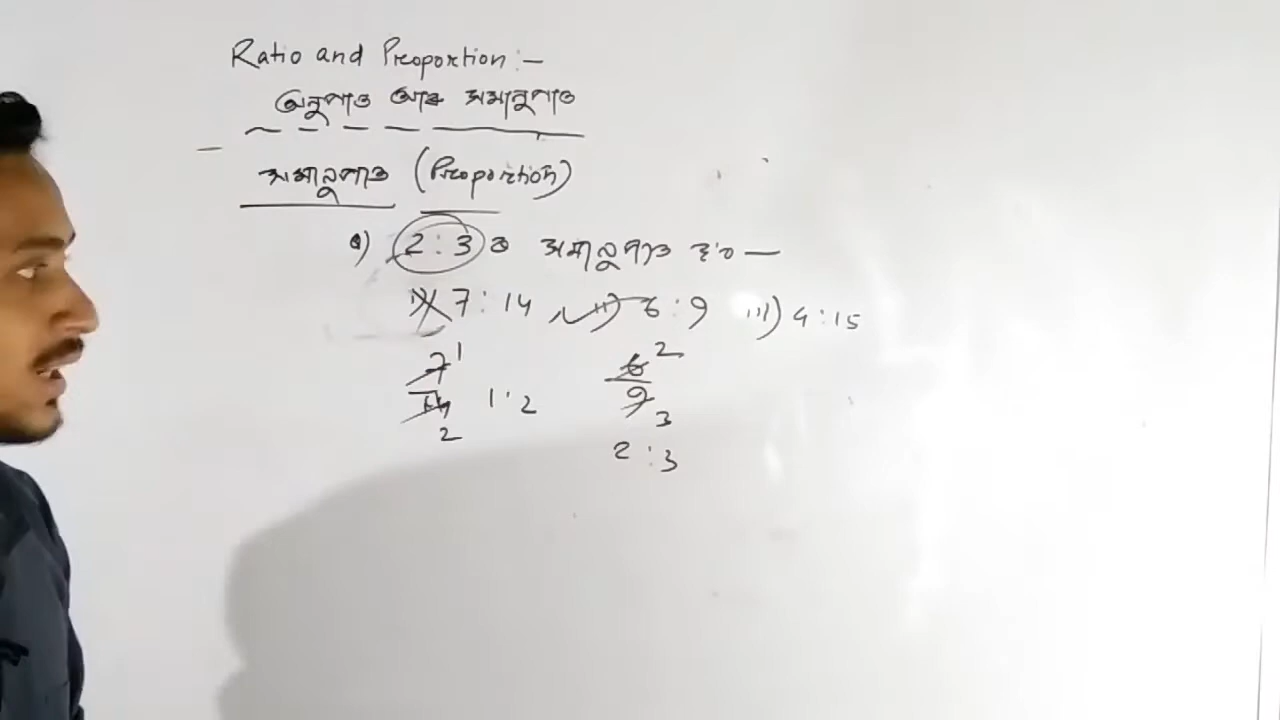 Ratio and Proportion :-
অনুপাত আৰু সমানুপাত
সমানুপাত (Proportion)
2 : 3 ৰ সমানুপাত হ'ব —
i) 7 : 14 ii) 6 : 9 iii) 4 : 15
7 1 6 2
14 1 : 2 9 3
2
2 : 3